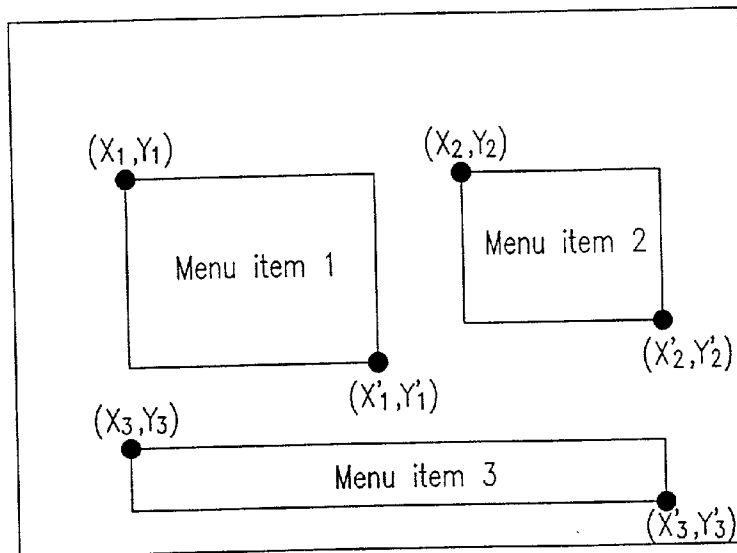 (X₁,Y₁)
(X₂,Y₂)
Menu item 1
Menu item 2
(X'₁,Y'₁)
(X'₂,Y'₂)
(X₃,Y₃)
Menu item 3
(X'₃,Y'₃)